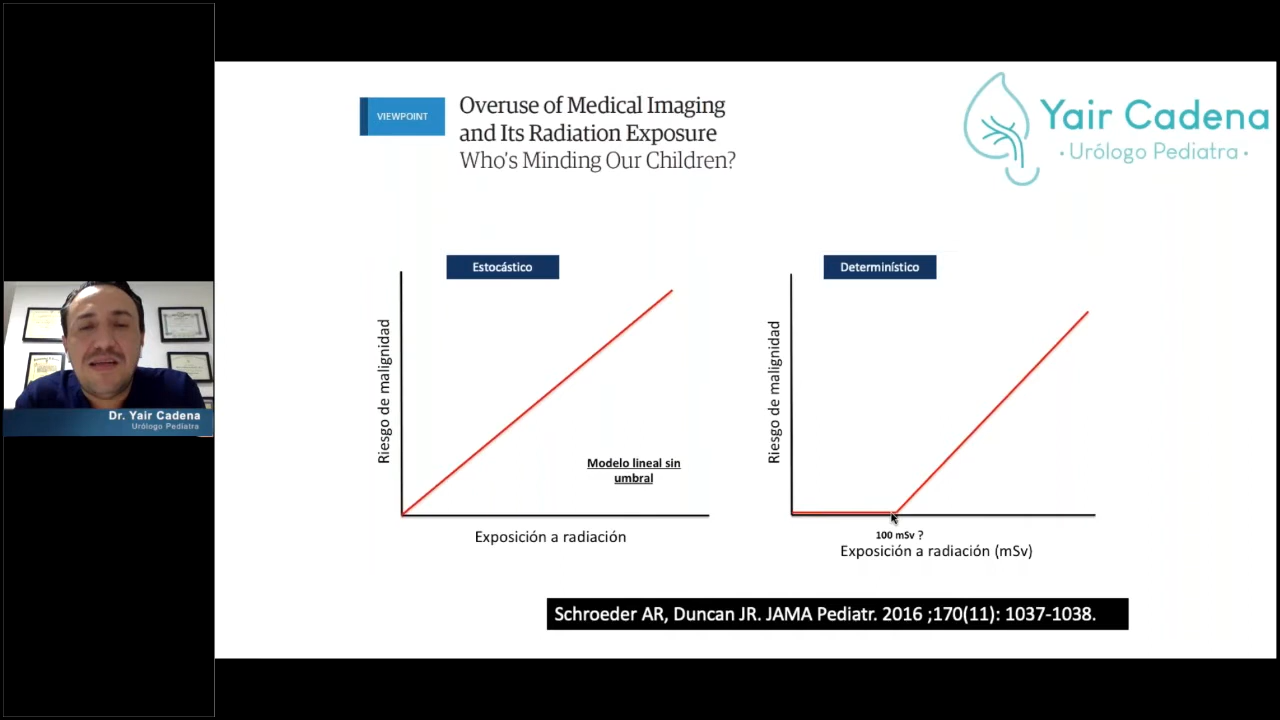 VIEWPOINT
Overuse of Medical Imaging
and Its Radiation Exposure
Who's Minding Our Children?
Yair Cadena
· Urólogo Pediatra ·
Estocástico
Riesgo de malignidad
Modelo lineal sin
umbral
Exposición a radiación
Determinístico
Riesgo de malignidad
100 mSv ?
Exposición a radiación (mSv)
Schroeder AR, Duncan JR. JAMA Pediatr. 2016 ;170(11): 1037-1038.
Dr. Yair Cadena
Urólogo Pediatra